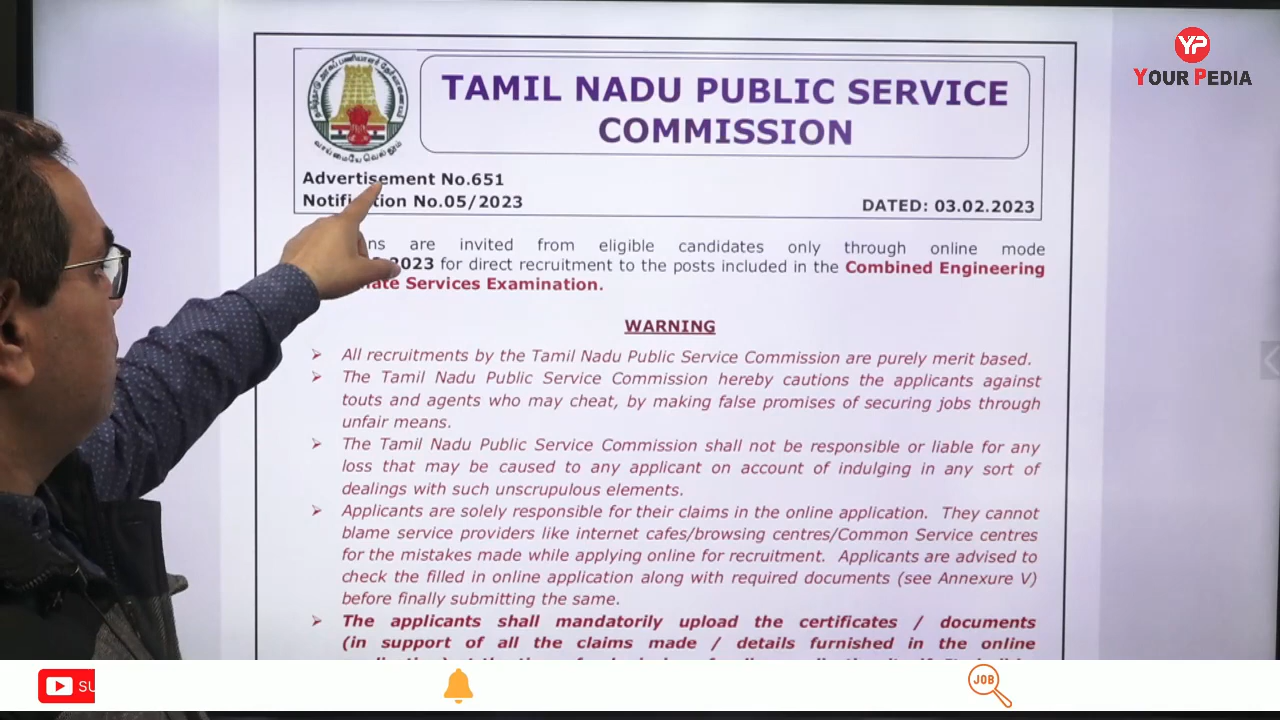 YP
YOUR PEDIA
TAMIL NADU PUBLIC SERVICE
COMMISSION
Advertisement No.651
Notification No.05/2023
DATED: 03.02.2023
are invited from eligible candidates only through online mode
2023 for direct recruitment to the posts included in the Combined Engineering
Services Examination.
WARNING
➢ All recruitments by the Tamil Nadu Public Service Commission are purely merit based.
➢ The Tamil Nadu Public Service Commission hereby cautions the applicants against
touts and agents who may cheat, by making false promises of securing jobs through
unfair means.
➢ The Tamil Nadu Public Service Commission shall not be responsible or liable for any
loss that may be caused to any applicant on account of indulging in any sort of
dealings with such unscrupulous elements.
➢ Applicants are solely responsible for their claims in the online application. They cannot
blame service providers like internet cafes/browsing centres/Common Service centres
for the mistakes made while applying online for recruitment. Applicants are advised to
check the filled in online application along with required documents (see Annexure V)
before finally submitting the same.
➢ The applicants shall mandatorily upload the certificates / documents
(in support of all the claims made / details furnished in the online
SU
JOB